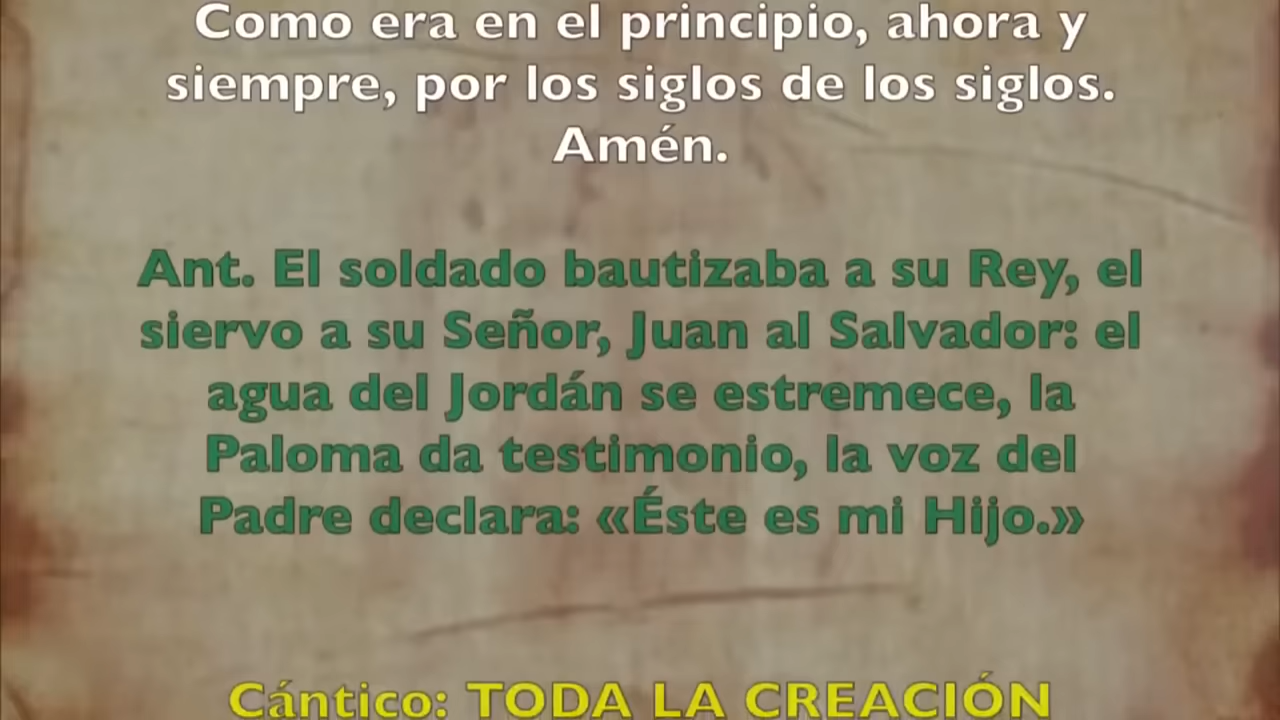 Como era en el principio, ahora y
siempre, por los siglos de los siglos.
Amén.
Ant. El soldado bautizaba a su Rey, el
siervo a su Señor, Juan al Salvador: el
agua del Jordán se estremece, la
Paloma da testimonio, la voz del
Padre declara: «Éste es mi Hijo.»
Cántico: TODA LA CREACIÓN